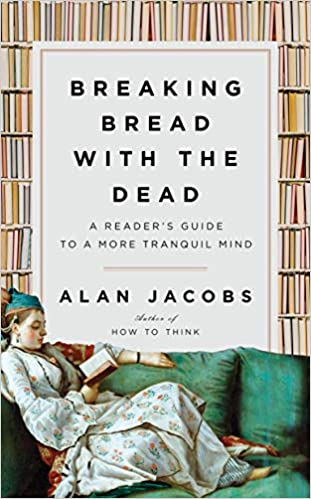 BREAKING
BREAD
WITH THE
DEAD
A READER'S GUIDE
TO A MORE TRANQUIL MIND
ALAN JACOBS
Author of
HOW TO THINK